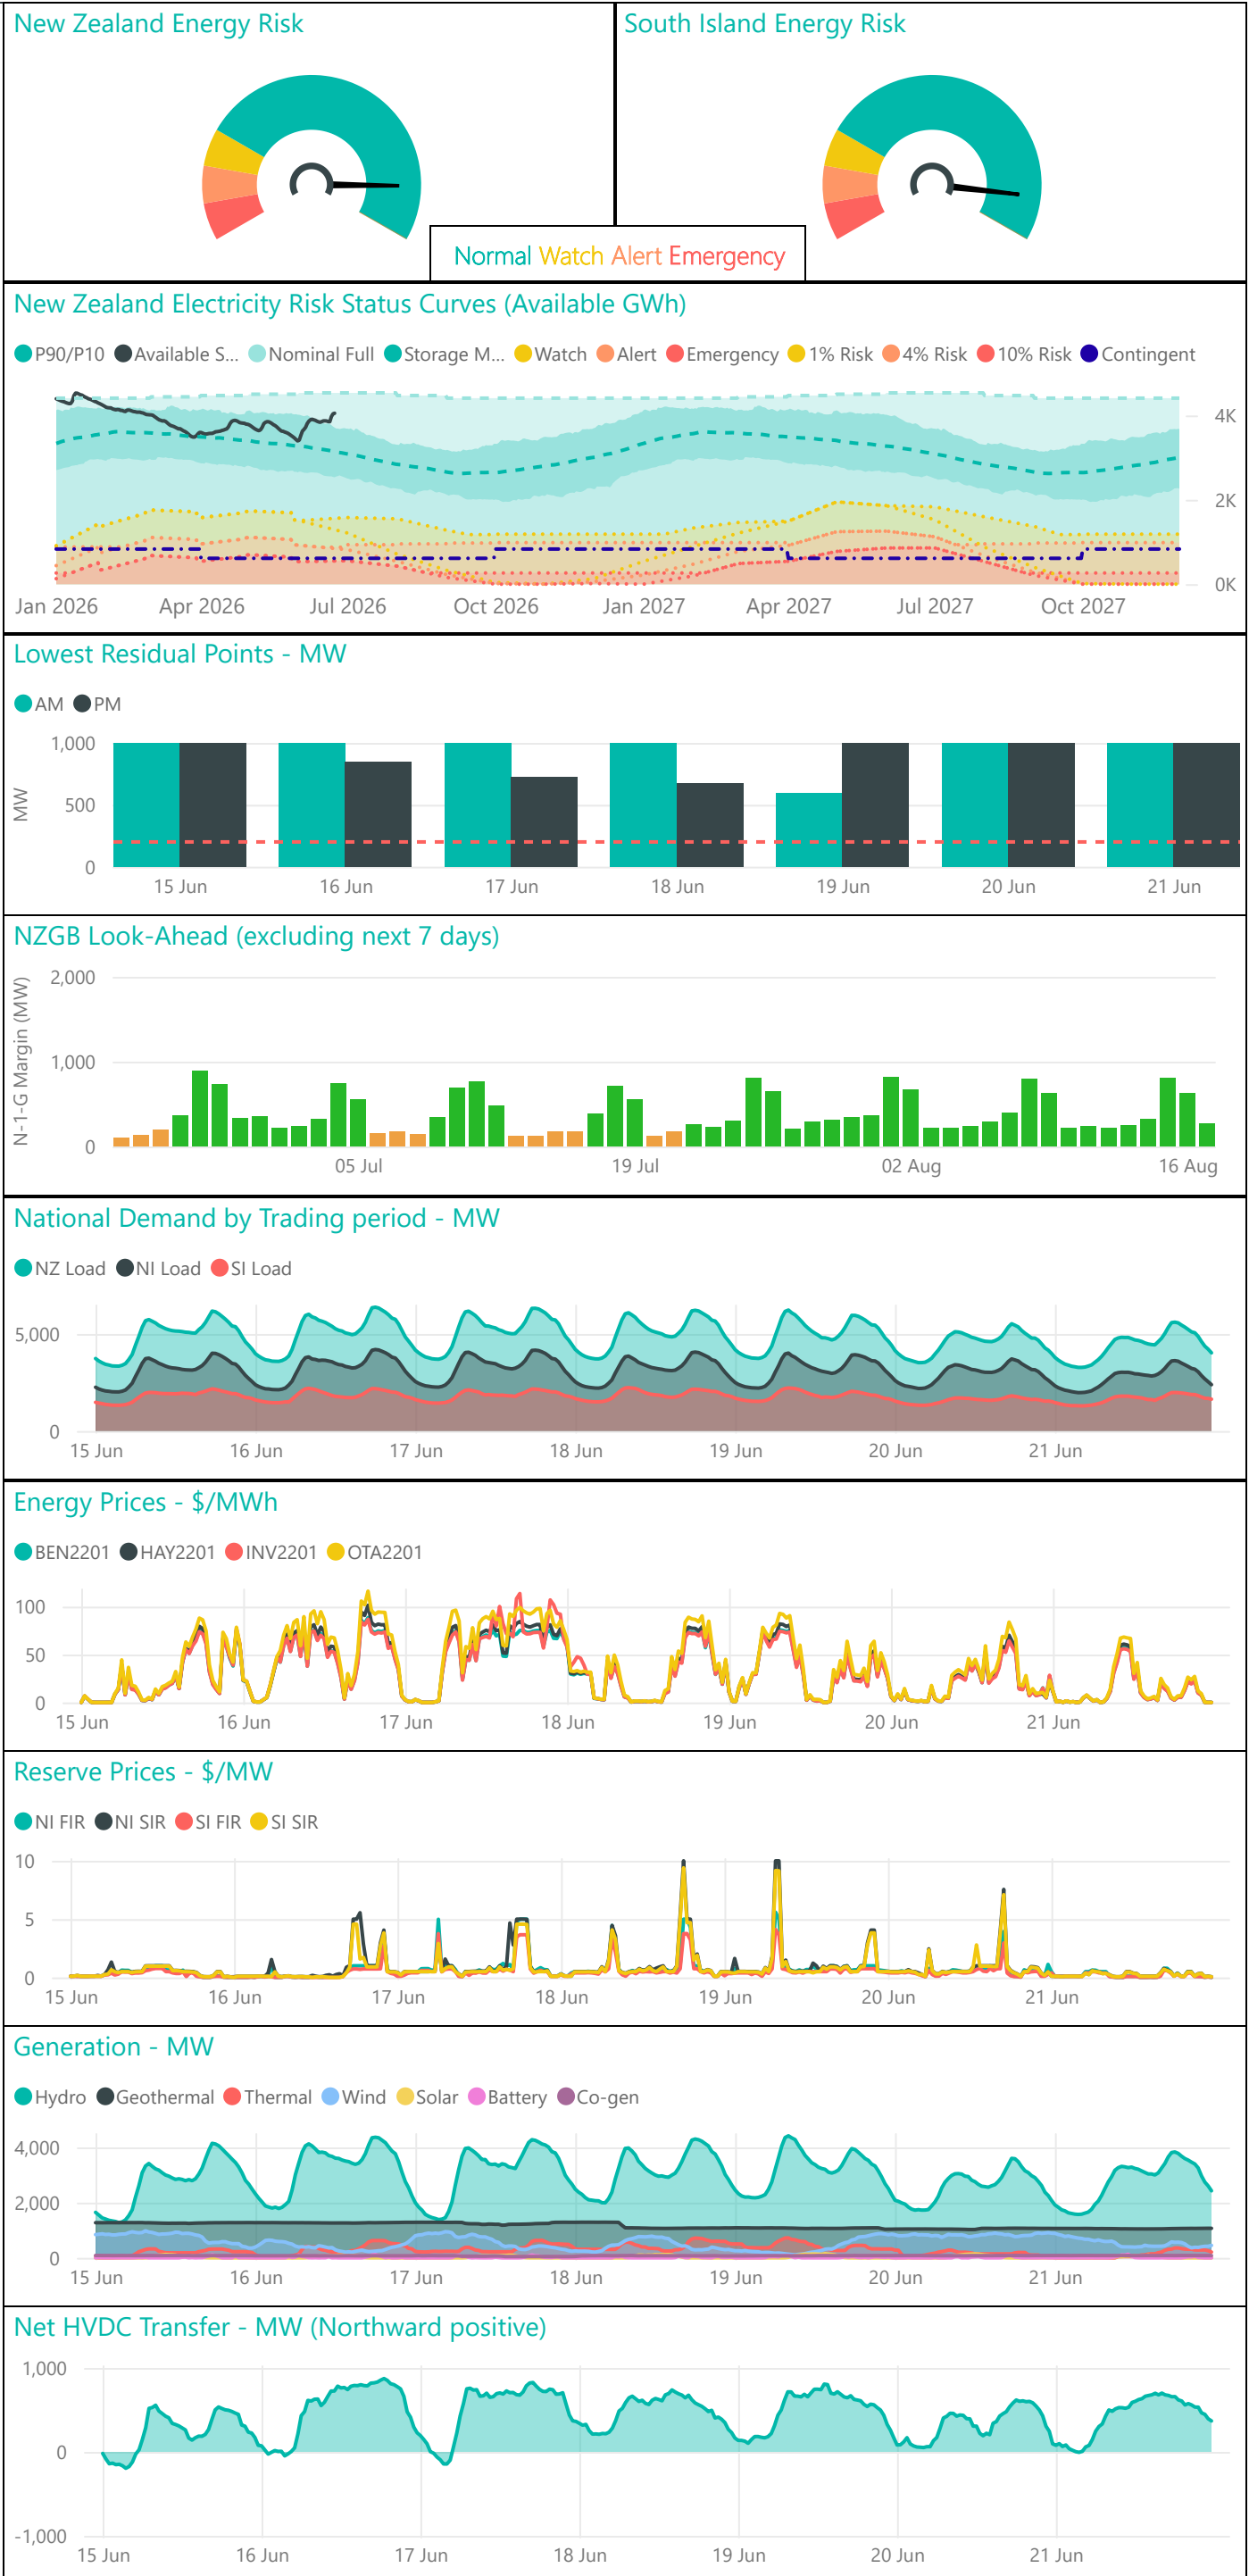 New Zealand Energy Risk
South Island Energy Risk
Normal Watch Alert Emergency
New Zealand Electricity Risk Status Curves (Available GWh)
P90/P10 Available S... Nominal Full Storage M... Watch Alert Emergency 1% Risk 4% Risk 10% Risk Contingent
4K
2K
0K
Jan 2026 Apr 2026 Jul 2026 Oct 2026 Jan 2027 Apr 2027 Jul 2027 Oct 2027
Lowest Residual Points - MW
AM PM
MW
1,000
500
0
15 Jun 16 Jun 17 Jun 18 Jun 19 Jun 20 Jun 21 Jun
NZGB Look-Ahead (excluding next 7 days)
N-1-G Margin (MW)
2,000
1,000
0
05 Jul 19 Jul 02 Aug 16 Aug
National Demand by Trading period - MW
NZ Load NI Load SI Load
5,000
0
15 Jun 16 Jun 17 Jun 18 Jun 19 Jun 20 Jun 21 Jun
Energy Prices - $/MWh
BEN2201 HAY2201 INV2201 OTA2201
100
50
0
15 Jun 16 Jun 17 Jun 18 Jun 19 Jun 20 Jun 21 Jun
Reserve Prices - $/MW
NI FIR NI SIR SI FIR SI SIR
10
5
0
15 Jun 16 Jun 17 Jun 18 Jun 19 Jun 20 Jun 21 Jun
Generation - MW
Hydro Geothermal Thermal Wind Solar Battery Co-gen
4,000
2,000
0
15 Jun 16 Jun 17 Jun 18 Jun 19 Jun 20 Jun 21 Jun
Net HVDC Transfer - MW (Northward positive)
1,000
0
-1,000
15 Jun 16 Jun 17 Jun 18 Jun 19 Jun 20 Jun 21 Jun